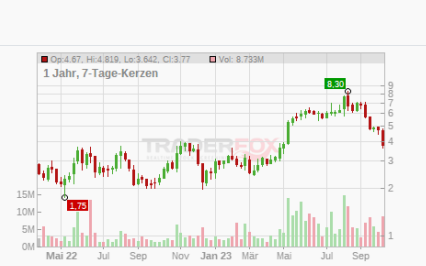 Op:4.67, Hi:4.819, Lo:3.642, Cl:3.77 Vol: 8.733M
1 Jahr, 7-Tage-Kerzen
8,30
TRADERFOX
1,75
9
8
7
6
5
4
3
2
1
15M
10M
5M
0M
Mai 22 Jul Sep Nov Jan 23 Mär Mai Jul Sep